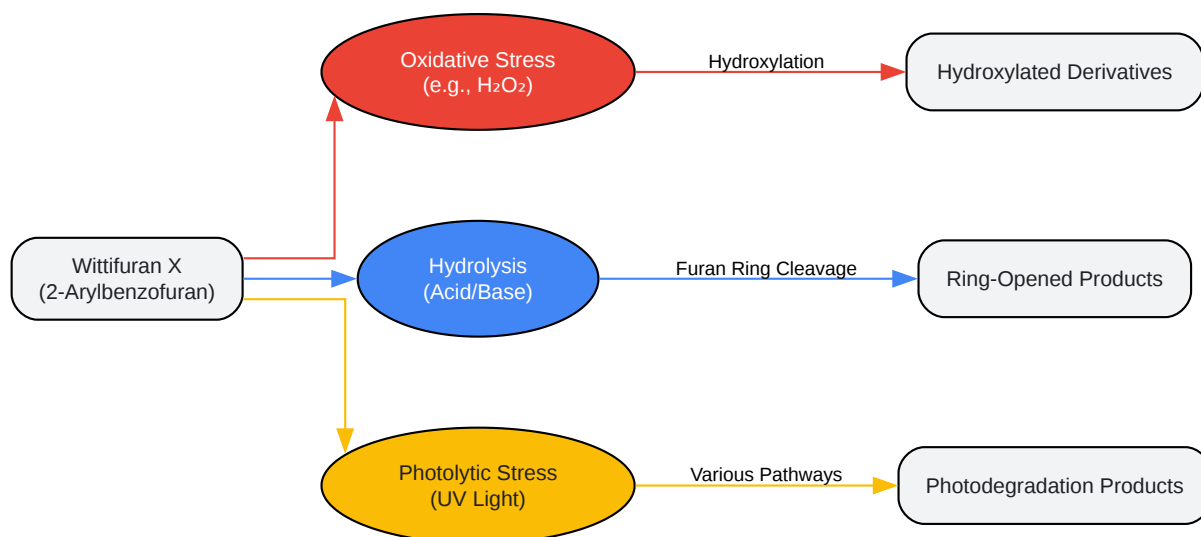 Oxidative Stress
(e.g., H₂O₂)
Hydroxylation
Hydroxylated Derivatives
Wittifuran X
(2-Arylbenzofuran)
Hydrolysis
(Acid/Base)
Furan Ring Cleavage
Ring-Opened Products
Photolytic Stress
(UV Light)
Various Pathways
Photodegradation Products